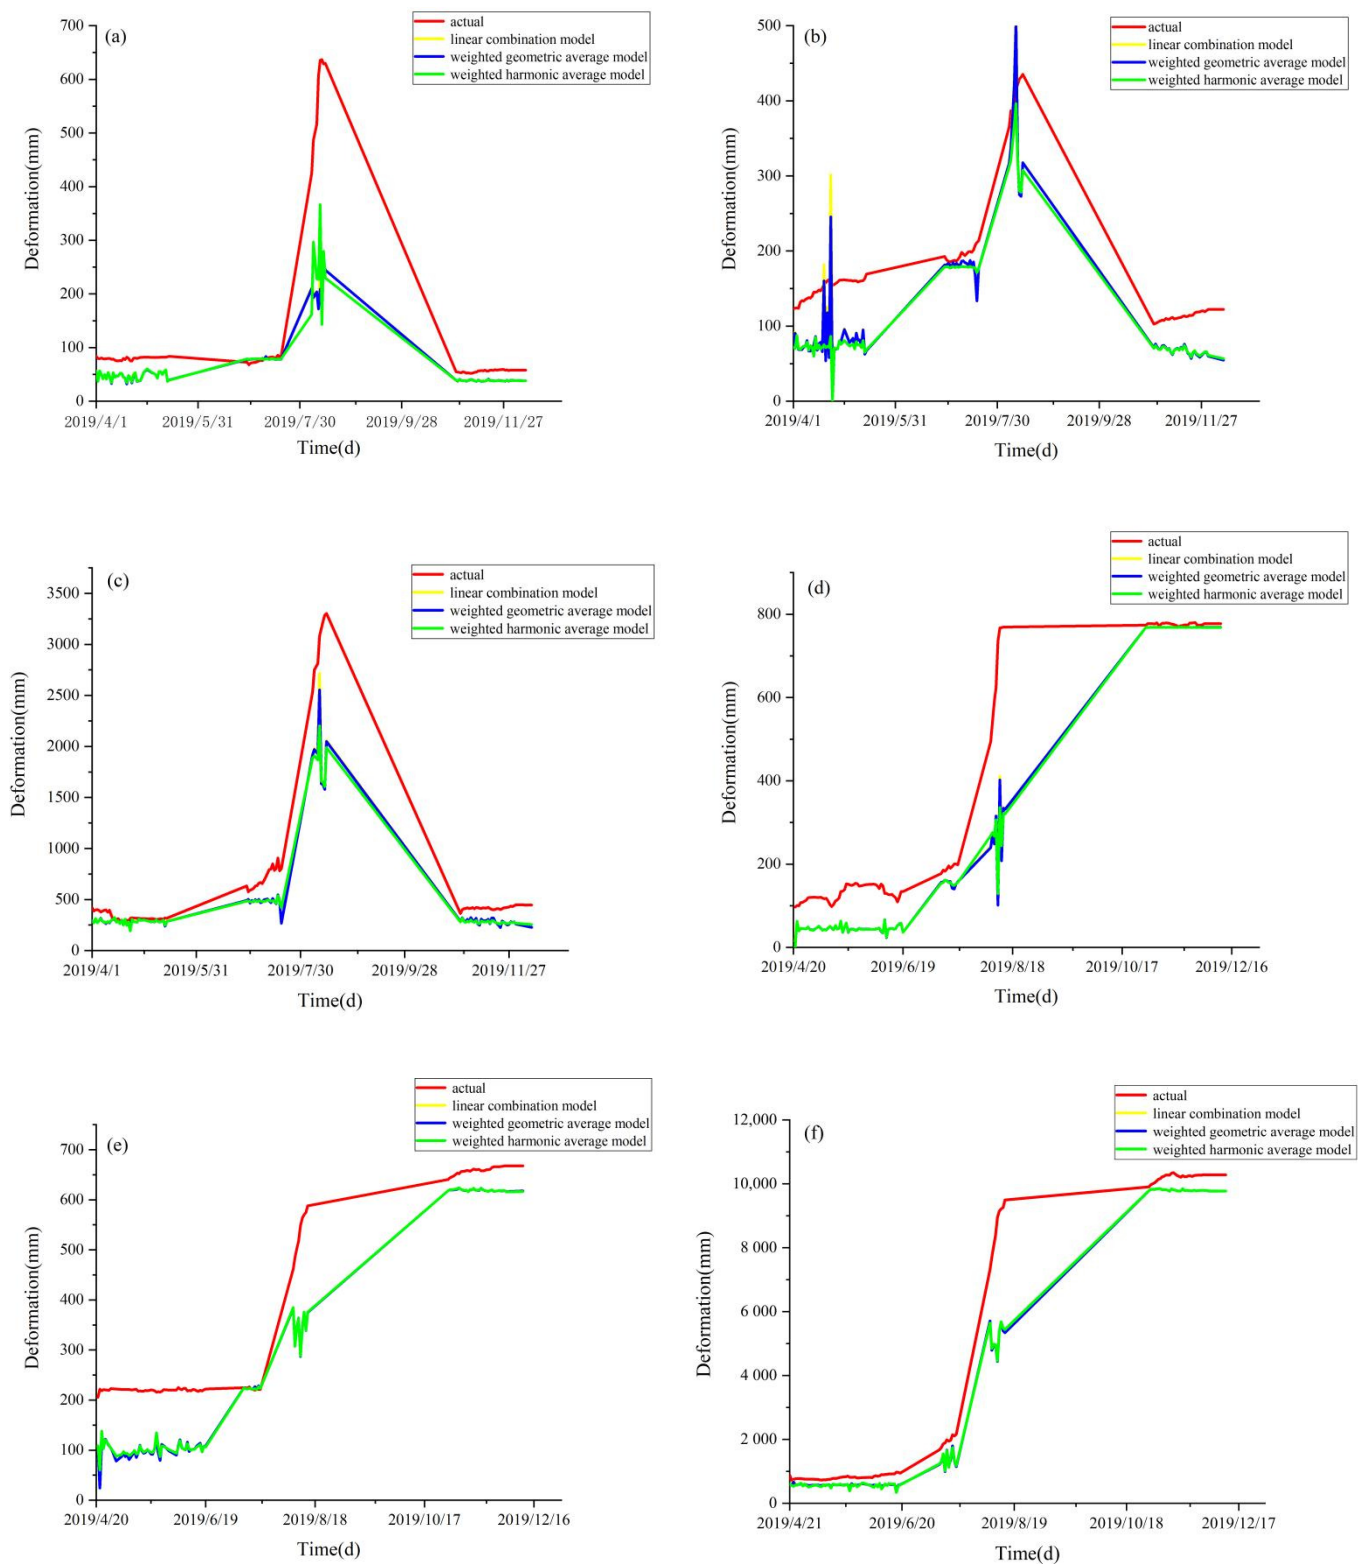 (a)
actual
linear combination model
weighted geometric average model
weighted harmonic average model
Deformation(mm)
700
600
500
400
300
200
100
0
2019/4/1
2019/5/31
2019/7/30
2019/9/28
2019/11/27
Time(d)
(b)
actual
linear combination model
weighted geometric average model
weighted harmonic average model
Deformation(mm)
500
400
300
200
100
0
2019/4/1
2019/5/31
2019/7/30
2019/9/28
2019/11/27
Time(d)
(c)
actual
linear combination model
weighted geometric average model
weighted harmonic average model
Deformation(mm)
3500
3000
2500
2000
1500
1000
500
0
2019/4/1
2019/5/31
2019/7/30
2019/9/28
2019/11/27
Time(d)
(d)
actual
linear combination model
weighted geometric average model
weighted harmonic average model
Deformation(mm)
800
600
400
200
0
2019/4/20
2019/6/19
2019/8/18
2019/10/17
2019/12/16
Time(d)
(e)
actual
linear combination model
weighted geometric average model
weighted harmonic average model
Deformation(mm)
700
600
500
400
300
200
100
0
2019/4/20
2019/6/19
2019/8/18
2019/10/17
2019/12/16
Time(d)
(f)
actual
linear combination model
weighted geometric average model
weighted harmonic average model
Deformation(mm)
12,000
10,000
8 000
6 000
4 000
2 000
0
2019/4/21
2019/6/20
2019/8/19
2019/10/18
2019/12/17
Time(d)